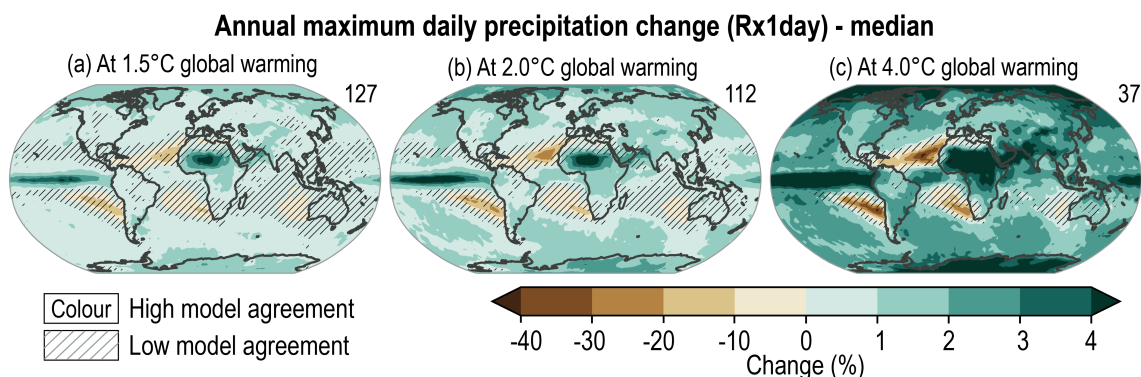 Annual maximum daily precipitation change (Rx1day) - median
(a) At 1.5°C global warming
127
(b) At 2.0°C global warming
112
(c) At 4.0°C global warming
37
Colour High model agreement
Low model agreement
-40 -30 -20 -10 0 1 2 3 4
Change (%)